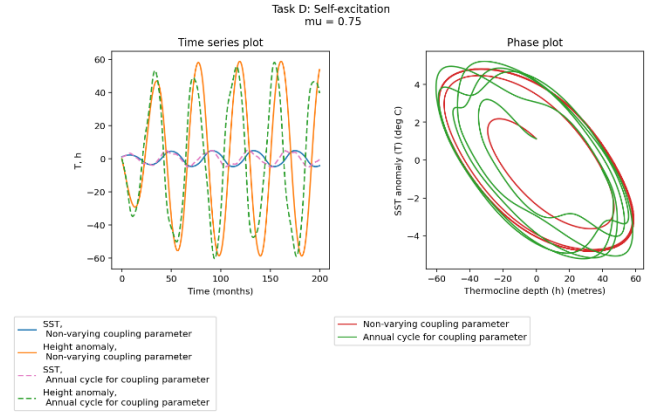 Task D: Self-excitation
mu = 0.75
Time series plot
60
40
20
0
−20
−40
−60
T, h
0
50
100
150
200
Time (months)
Phase plot
4
2
0
−2
−4
SST anomaly (T) (deg C)
−60
−40
−20
0
20
40
60
Thermocline depth (h) (metres)
SST,
Non-varying coupling parameter
Height anomaly,
Non-varying coupling parameter
SST,
Annual cycle for coupling parameter
Height anomaly,
Annual cycle for coupling parameter
Non-varying coupling parameter
Annual cycle for coupling parameter